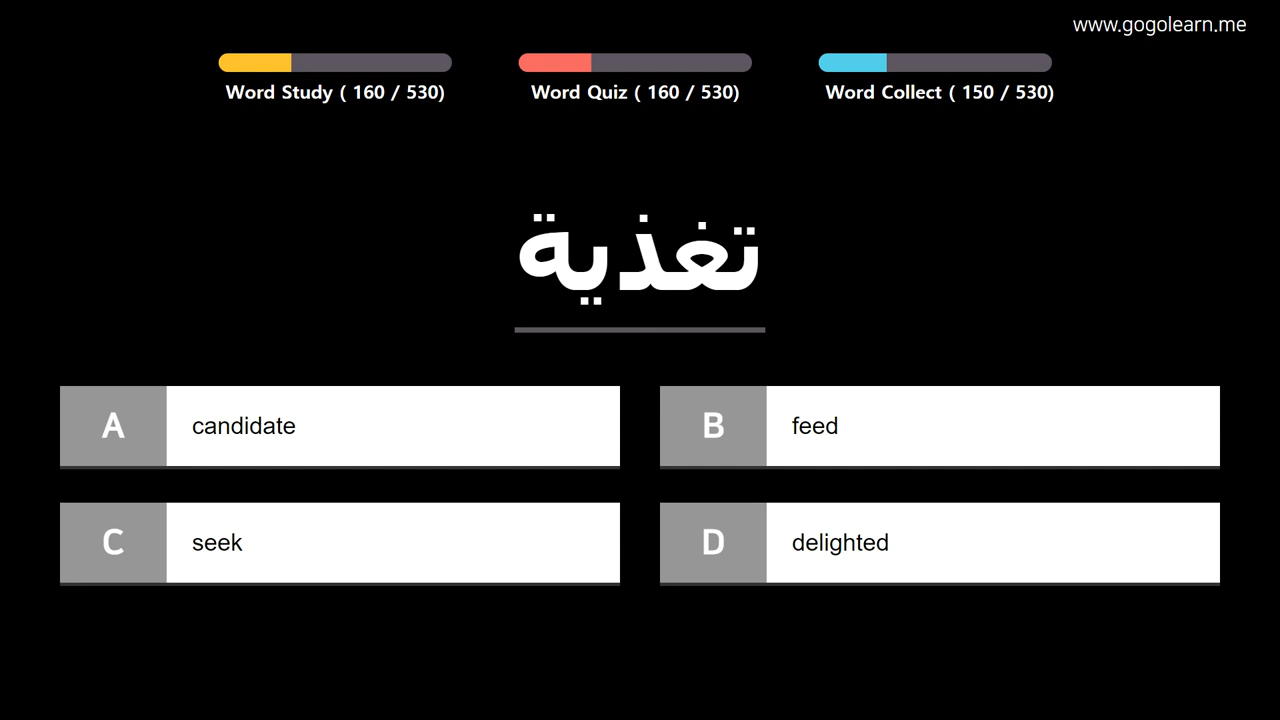 www.gogolearn.me
Word Study ( 160 / 530)
Word Quiz ( 160 / 530)
Word Collect ( 150 / 530)
تغذية
A candidate
B feed
C seek
D delighted